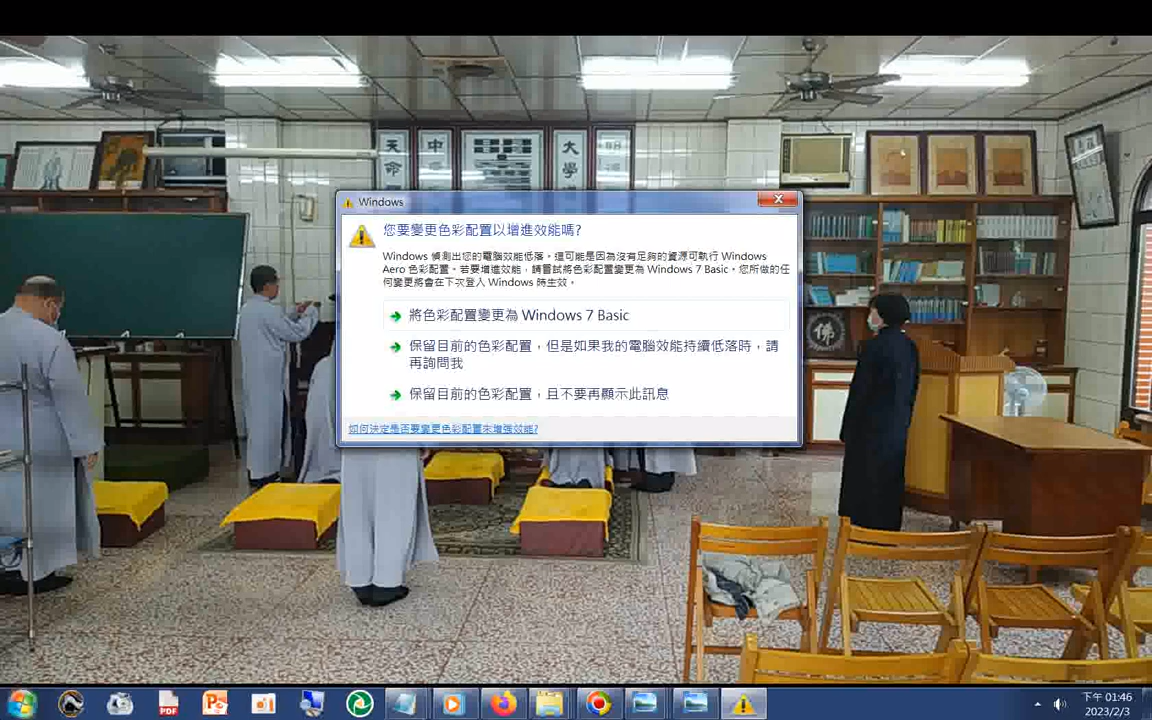 天命
中
大學
佛
Windows
您要變更色彩配置以增進效能嗎?
Windows 偵測出您的電腦效能低落。這可能是因為沒有足夠的資源可執行 Windows
Aero 色彩配置。若要增進效能，請嘗試將色彩配置變更為 Windows 7 Basic。您所做的任
何變更將會在下次登入 Windows 時生效。
將色彩配置變更為 Windows 7 Basic
保留目前的色彩配置，但是如果我的電腦效能持續低落時，請
再詢問我
保留目前的色彩配置，且不要再顯示此訊息
如何決定是否要變更色彩配置來增強效能?
PDF
下午 01:46
2023/2/3